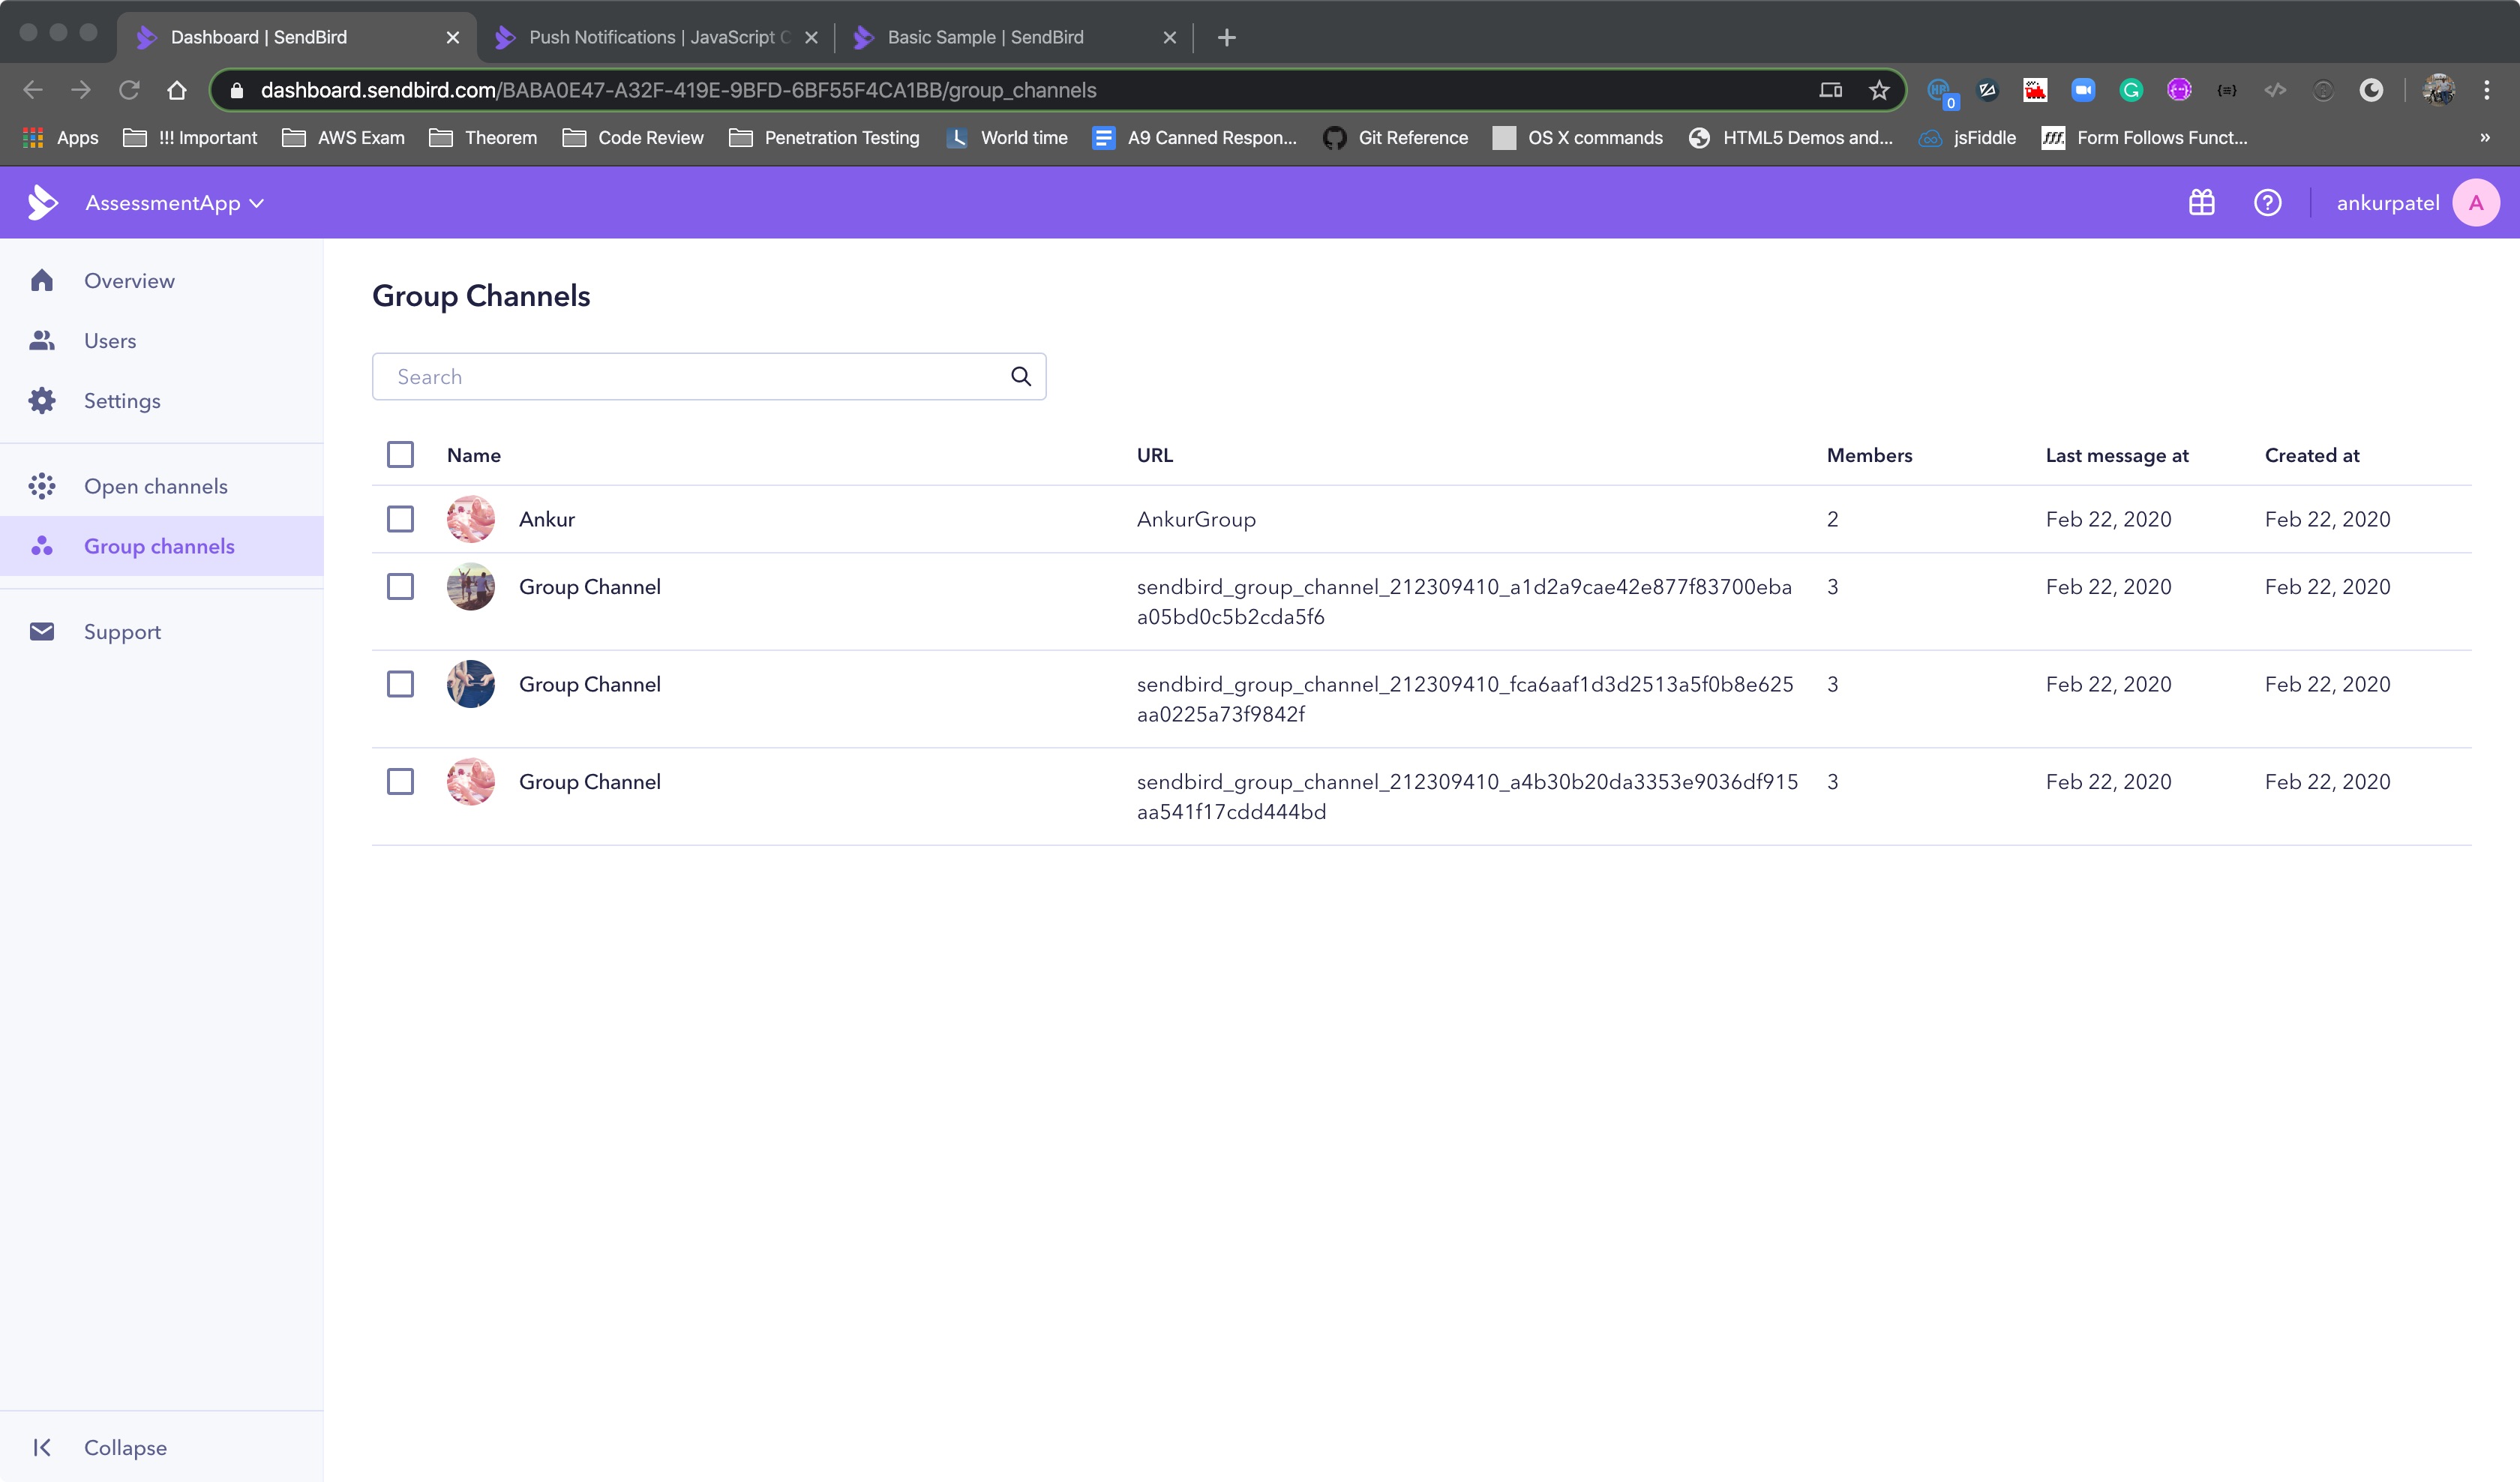 Dashboard | SendBird
Push Notifications | JavaScript
Basic Sample | SendBird
dashboard.sendbird.com/BABA0E47-A32F-419E-9BFD-6BF55F4CA1BB/group_channels
0
Apps
!!! Important
AWS Exam
Theorem
Code Review
Penetration Testing
World time
A9 Canned Respon...
Git Reference
OS X commands
HTML5 Demos and...
jsFiddle
fff.
Form Follows Funct...
»
AssessmentApp
ankurpatel
A
Overview
Users
Settings
Open channels
Group channels
Support
Collapse
Group Channels
Search
Name URL Members Last message at Created at
Ankur AnkurGroup 2 Feb 22, 2020 Feb 22, 2020
Group Channel sendbird_group_channel_212309410_a1d2a9cae42e877f83700eba 3 Feb 22, 2020 Feb 22, 2020
a05bd0c5b2cda5f6
Group Channel sendbird_group_channel_212309410_fca6aaf1d3d2513a5f0b8e625 3 Feb 22, 2020 Feb 22, 2020
aa0225a73f9842f
Group Channel sendbird_group_channel_212309410_a4b30b20da3353e9036df915 3 Feb 22, 2020 Feb 22, 2020
aa541f17cdd444bd